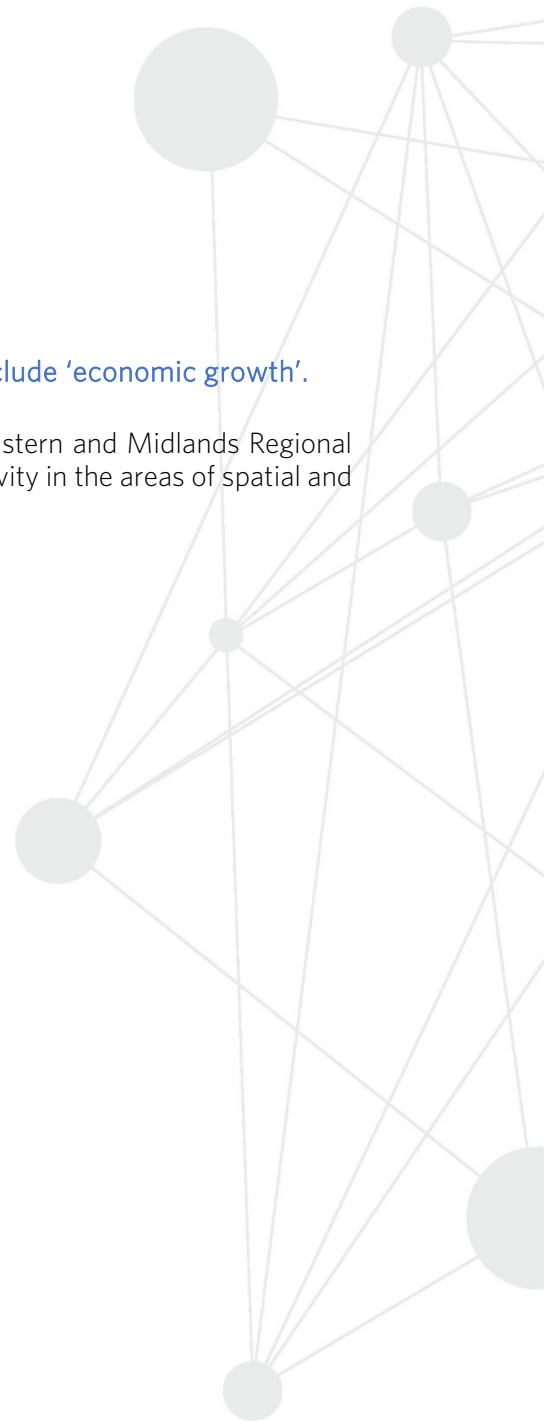 clude ‘economic growth’.
stern and Midlands Regional
vity in the areas of spatial and